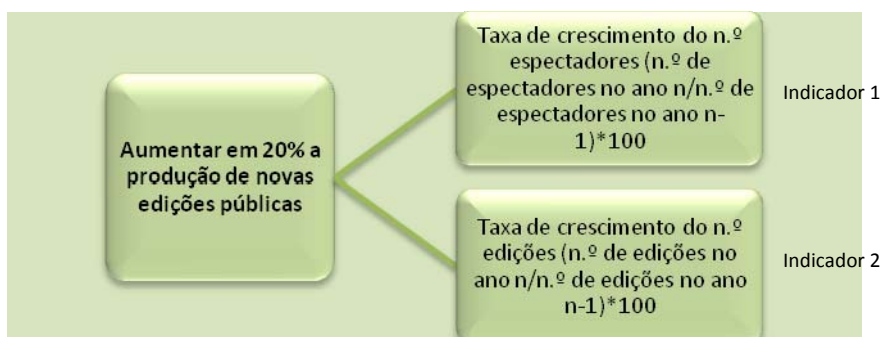 Aumentar em 20% a
produção de novas
edições públicas
Taxa de crescimento do n.º
espectadores (n.º de
espectadores no ano n/n.º de
espectadores no ano n-
1)*100
Indicador 1
Taxa de crescimento do n.º
edições (n.º de edições no
ano n/n.º de edições no ano
n-1)*100
Indicador 2